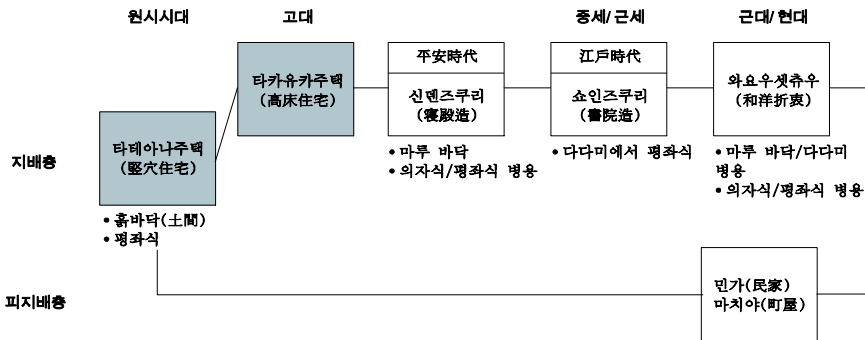 원시시대
고대
중세/근세
근대/현대
지배층
타테아나주택
(竪穴住宅)
• 흙바닥(土間)
• 평좌식
타카유카주택
(高床住宅)
平安時代
신덴즈쿠리
(寝殿造)
• 마루 바닥
• 의자식/평좌식 병용
江戶時代
쇼인즈쿠리
(書院造)
• 다다미에서 평좌식
와요우셋츄우
(和洋折衷)
• 마루 바닥/다다미
병용
• 의자식/평좌식 병용
피지배층
민가(民家)
마치야(町屋)